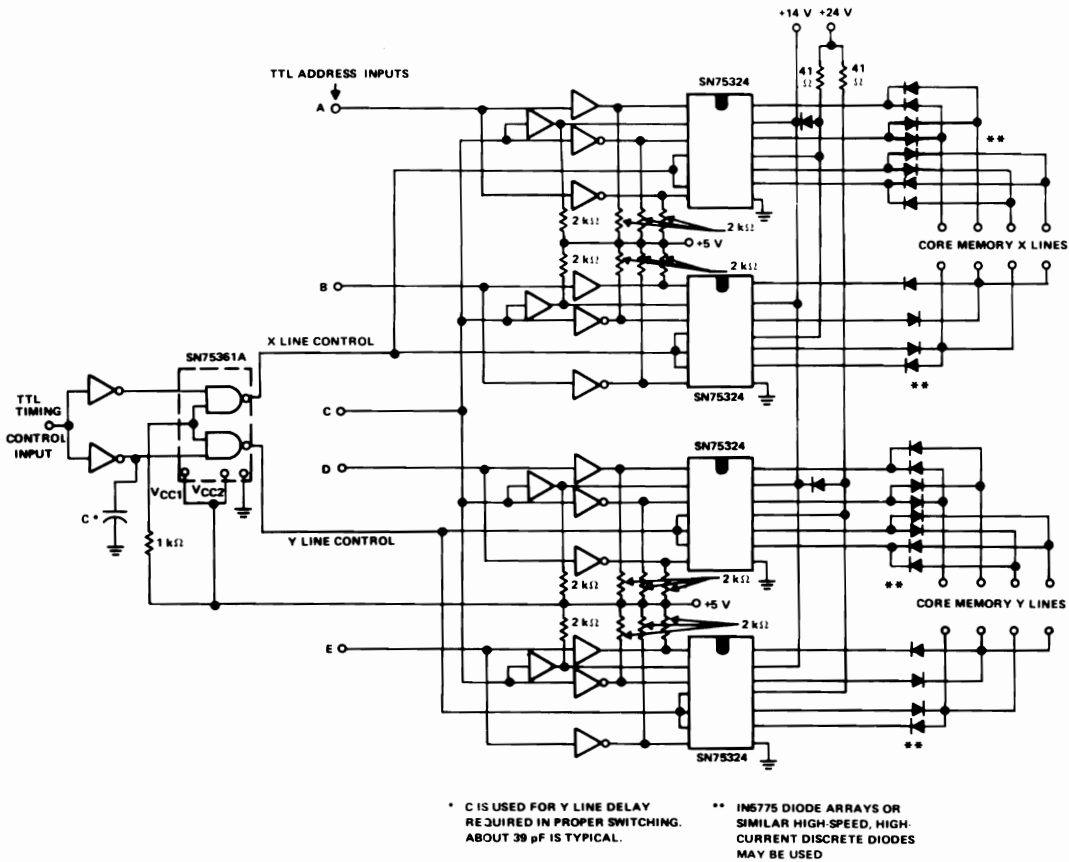 +14 V +24 V
TTL ADDRESS INPUTS
SN75324
41 Ω
41 Ω
A
**
2 kΩ
2 kΩ
+5 V
CORE MEMORY X LINES
2 kΩ
2 kΩ
B
X LINE CONTROL
SN75361A
**
SN75324
TTL
TIMING
CONTROL
INPUT
C
SN75324
D
VCC1
VCC2
C*
1 kΩ
Y LINE CONTROL
2 kΩ
2 kΩ
**
+5 V
CORE MEMORY Y LINES
2 kΩ
2 kΩ
E
**
SN75324
* C IS USED FOR Y LINE DELAY
REQUIRED IN PROPER SWITCHING.
ABOUT 39 pF IS TYPICAL.
** IN5775 DIODE ARRAYS OR
SIMILAR HIGH-SPEED, HIGH-
CURRENT DISCRETE DIODES
MAY BE USED